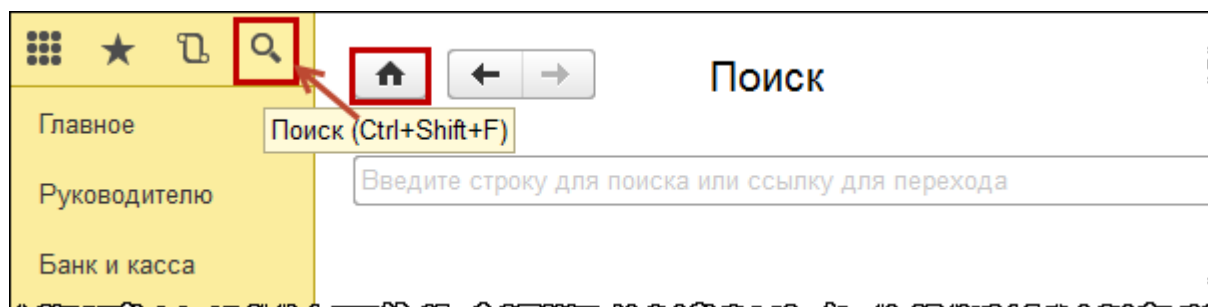 Поиск
Главное
Поиск (Ctrl+Shift+F)
Введите строку для поиска или ссылку для перехода
Руководителю
Банк и касса